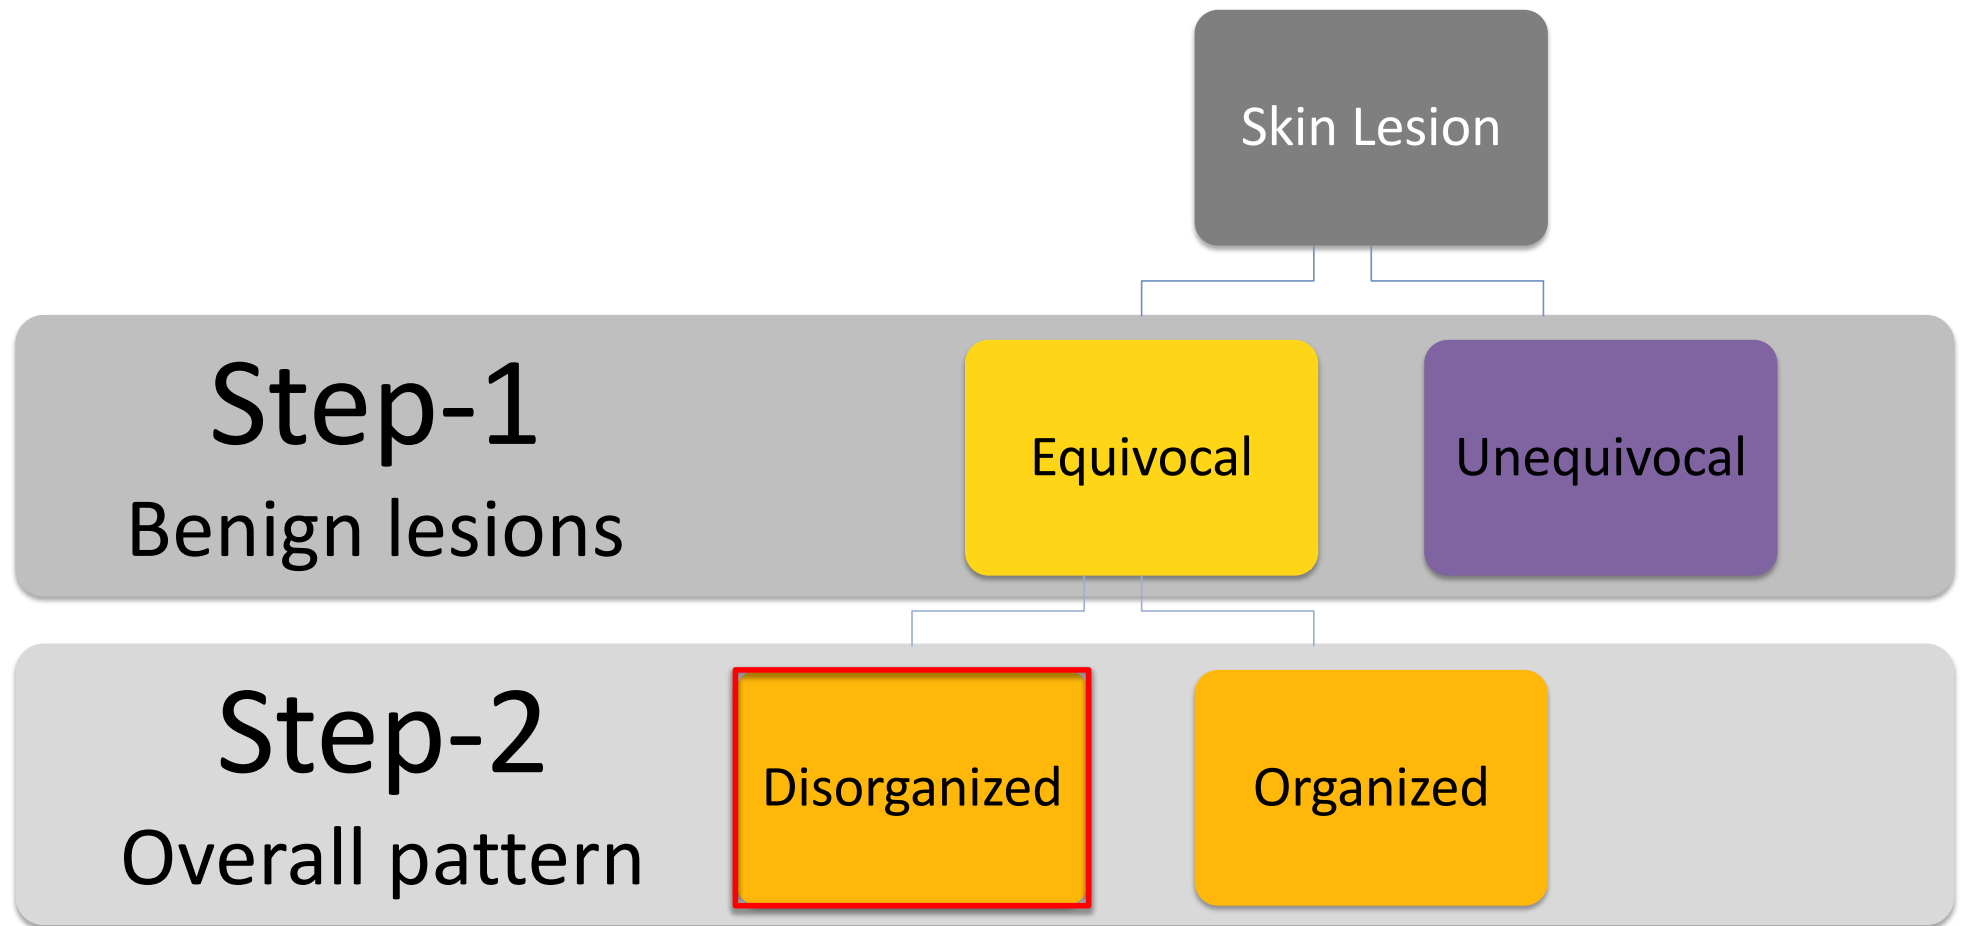 Skin Lesion
Step-1
Benign lesions
Equivocal
Unequivocal
Step-2
Overall pattern
Disorganized
Organized